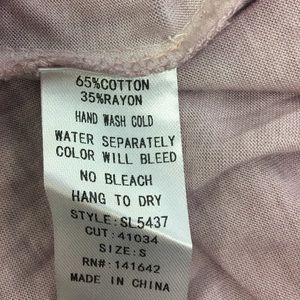 65%COTTON
35%RAYON
HAND WASH COLD
WATER SEPARATELY
COLOR WILL BLEED
NO BLEACH
HANG TO DRY
STYLE: SL5437
CUT: 41034
SIZE: S
RN#: 141642
MADE IN CHINA